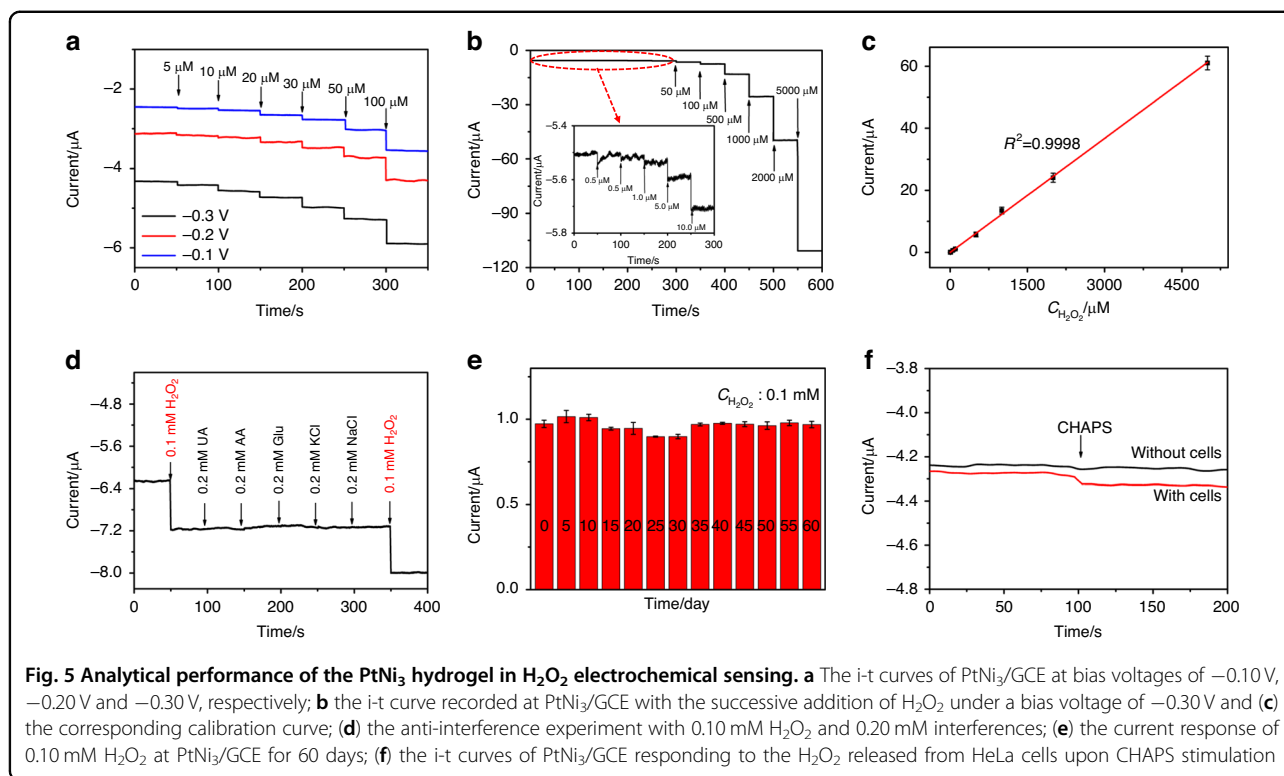 a
5 μM
10 μM
20 μM
30 μM
50 μM
100 μM
−2
−4
−6
Current/μA
−0.3 V
−0.2 V
−0.1 V
0 100 200 300
Time/s
b
0
−30
−60
−90
−120
Current/μA
50 μM
100 μM
500 μM
1000 μM
2000 μM
5000 μM
−5.4
−5.6
−5.8
Current/μA
0.5 μM
0.5 μM
1.0 μM
5.0 μM
10.0 μM
0 100 200 300
Time/s
0 100 200 300 400 500 600
Time/s
c
60
40
20
0
Current/μA
R²=0.9998
0 1500 3000 4500
C_H₂O₂/μM
d
−4.8
−5.6
−6.4
−7.2
−8.0
Current/μA
0.1 mM H₂O₂
0.2 mM UA
0.2 mM AA
0.2 mM Glu
0.2 mM KCl
0.2 mM NaCl
0.1 mM H₂O₂
0 100 200 300 400
Time/s
e
C_H₂O₂ : 0.1 mM
1.0
0.5
0.0
Current/μA
0 5 10 15 20 25 30 35 40 45 50 55 60
Time/day
f
−3.8
−4.0
−4.2
−4.4
−4.6
−4.8
Current/μA
CHAPS
Without cells
With cells
0 50 100 150 200
Time/s
Fig. 5 Analytical performance of the PtNi₃ hydrogel in H₂O₂ electrochemical sensing. a The i-t curves of PtNi₃/GCE at bias voltages of −0.10 V,
−0.20 V and −0.30 V, respectively; b the i-t curve recorded at PtNi₃/GCE with the successive addition of H₂O₂ under a bias voltage of −0.30 V and (c)
the corresponding calibration curve; (d) the anti-interference experiment with 0.10 mM H₂O₂ and 0.20 mM interferences; (e) the current response of
0.10 mM H₂O₂ at PtNi₃/GCE for 60 days; (f) the i-t curves of PtNi₃/GCE responding to the H₂O₂ released from HeLa cells upon CHAPS stimulation